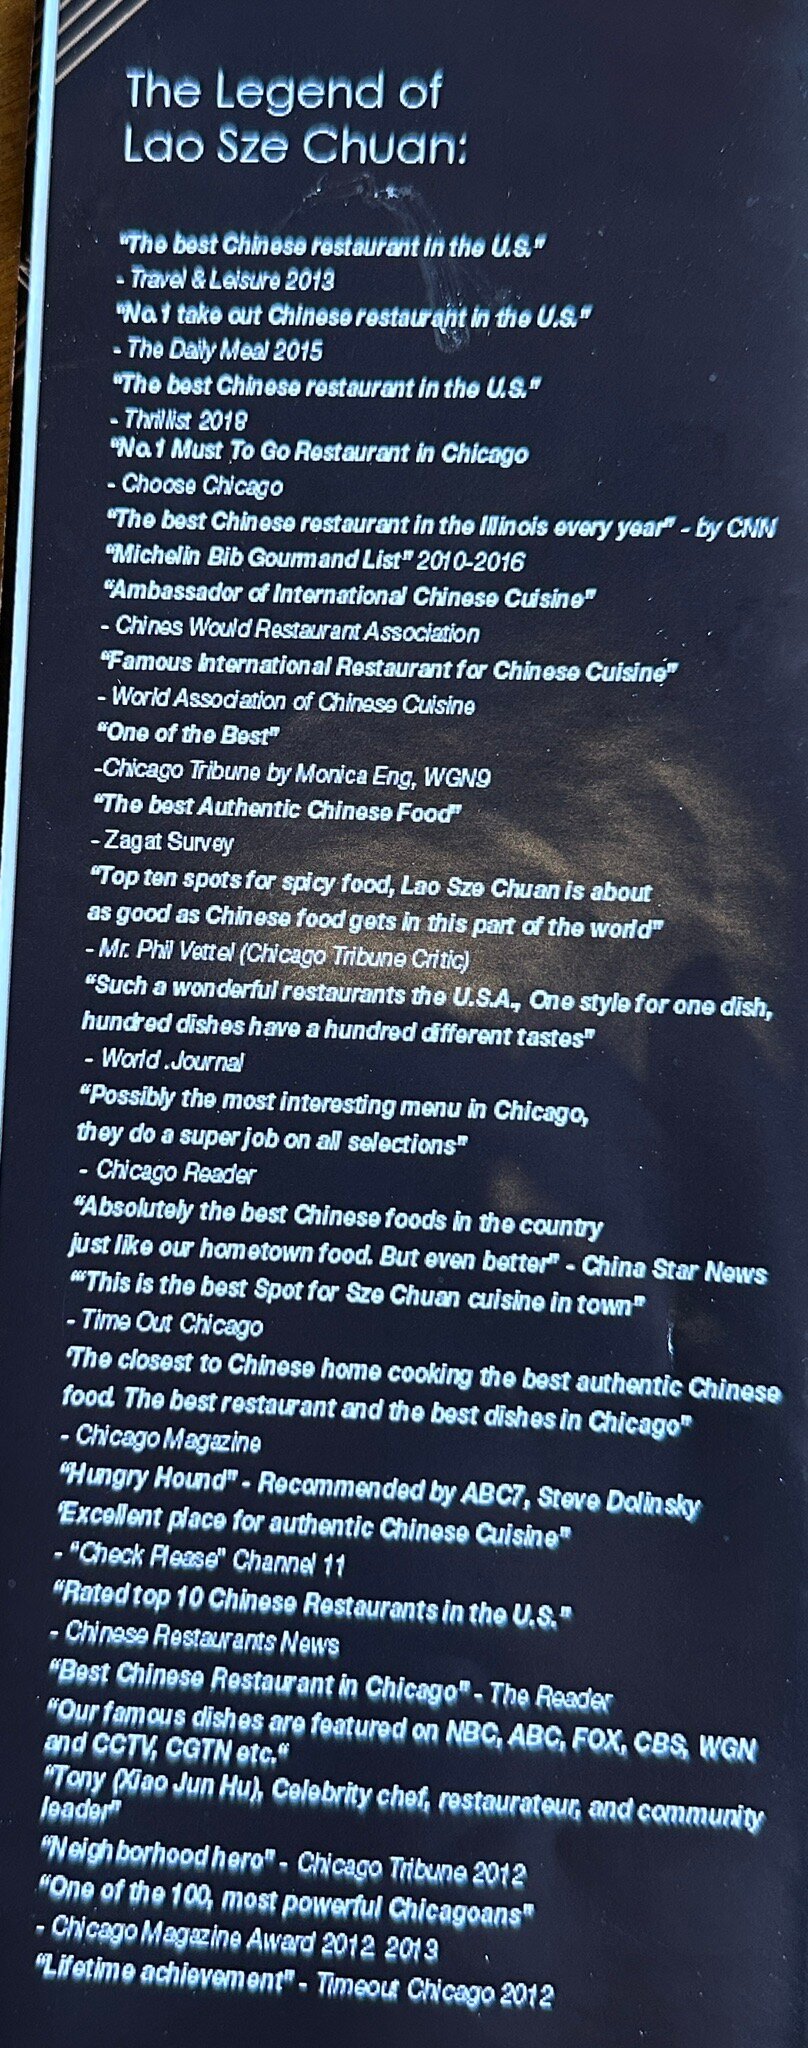 The Legend of
Lao Sze Chuan:
"The best Chinese restaurant in the U.S."
- Travel & Leisure 2013
"No.1 take out Chinese restaurant in the U.S."
- The Daily Meal 2015
"The best Chinese restaurant in the U.S."
- Thrillist 2018
"No.1 Must To Go Restaurant in Chicago
- Choose Chicago
"The best Chinese restaurant in the Illinois every year" - by CNN
"Michelin Bib Gourmand List" 2010-2016
"Ambassador of International Chinese Cuisine"
- Chines Would Restaurant Association
"Famous International Restaurant for Chinese Cuisine"
- World Association of Chinese Cuisine
"One of the Best"
-Chicago Tribune by Monica Eng, WGN9
"The best Authentic Chinese Food"
- Zagat Survey
"Top ten spots for spicy food, Lao Sze Chuan is about
as good as Chinese food gets in this part of the world"
- Mr. Phil Vettel (Chicago Tribune Critic)
"Such a wonderful restaurants the U.S.A., One style for one dish,
hundred dishes have a hundred different tastes"
- World .Journal
"Possibly the most interesting menu in Chicago,
they do a super job on all selections"
- Chicago Reader
"Absolutely the best Chinese foods in the country
just like our hometown food. But even better" - China Star News
"'This is the best Spot for Sze Chuan cuisine in town"
- Time Out Chicago
'The closest to Chinese home cooking the best authentic Chinese
food. The best restaurant and the best dishes in Chicago"
- Chicago Magazine
"Hungry Hound" - Recommended by ABC7, Steve Dolinsky
'Excellent place for authentic Chinese Cuisine"
- "Check Please" Channel 11
"Rated top 10 Chinese Restaurants in the U.S."
- Chinese Restaurants News
"Best Chinese Restaurant in Chicago" - The Reader
"Our famous dishes are featured on NBC, ABC, FOX, CBS, WGN
and CCTV, CGTN etc."
"Tony (Xiao Jun Hu), Celebrity chef, restaurateur, and community
leader"
"Neighborhood hero" - Chicago Tribune 2012
"One of the 100, most powerful Chicagoans"
- Chicago Magazine Award 2012 2013
"Lifetime achievement" - Timeout Chicago 2012